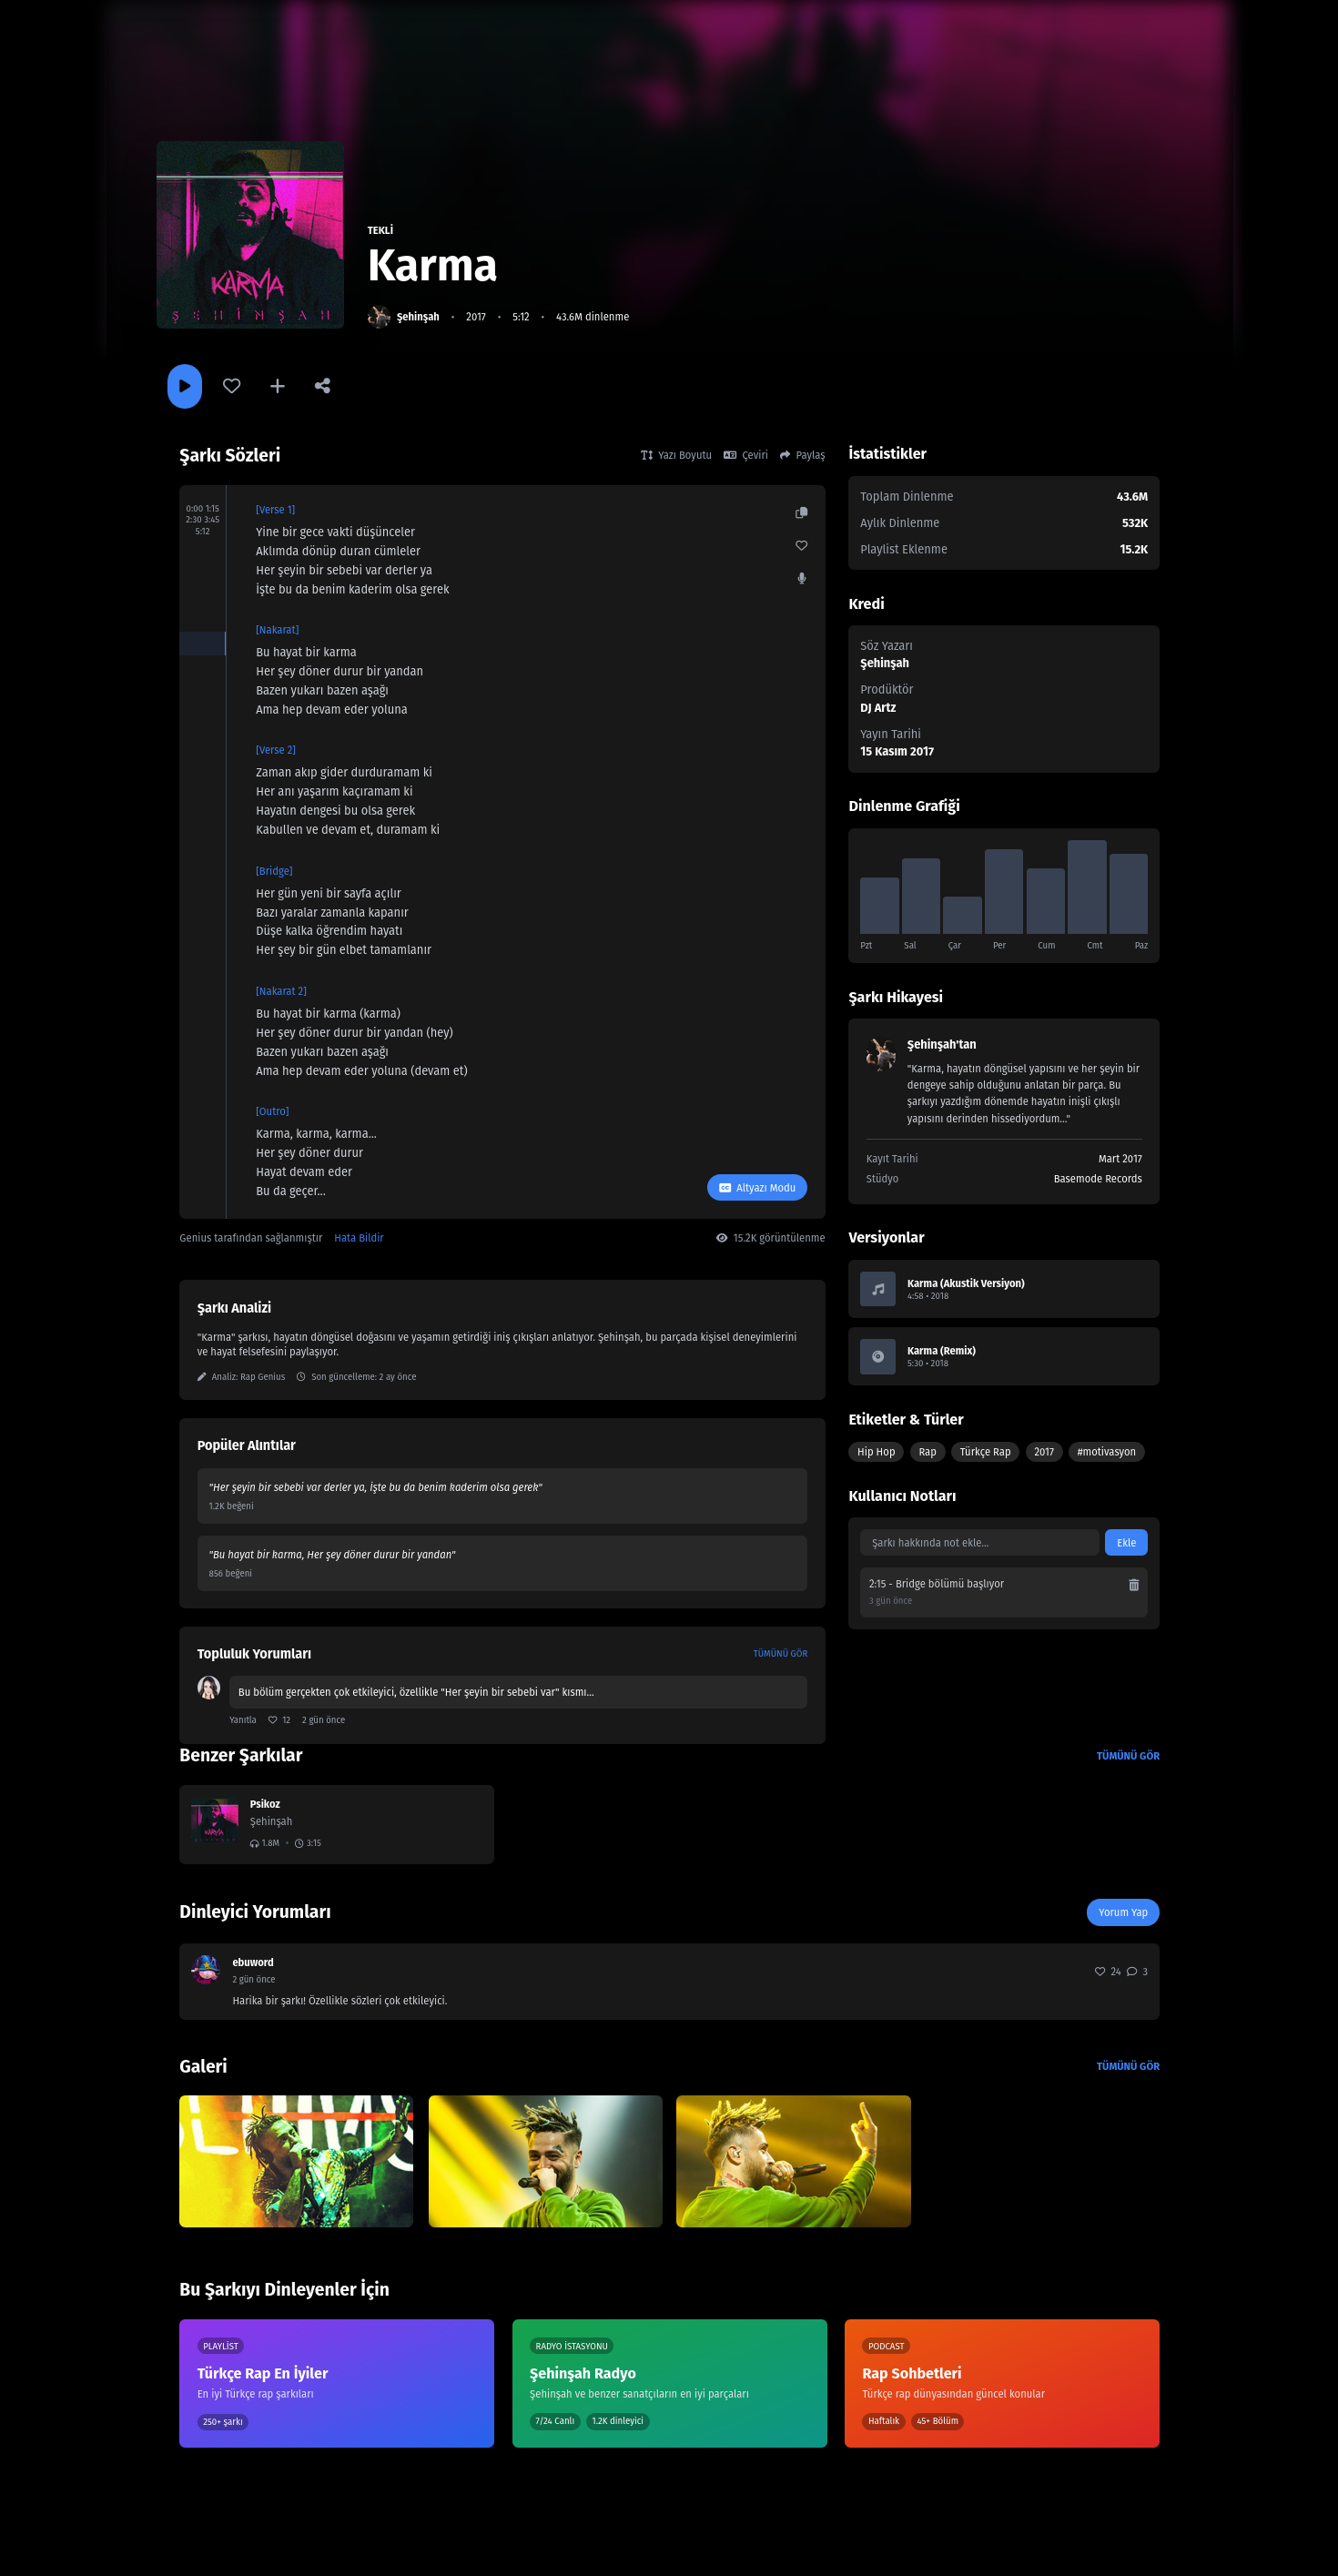 KARMA
ŞEHİNŞAH
TEKLİ
Karma
Şehinşah • 2017 • 5:12 • 43.6M dinlenme
Şarkı Sözleri
Yazı Boyutu Çeviri Paylaş
0:00 1:15
2:30 3:45
5:12
[Verse 1]
Yine bir gece vakti düşünceler
Aklımda dönüp duran cümleler
Her şeyin bir sebebi var derler ya
İşte bu da benim kaderim olsa gerek
[Nakarat]
Bu hayat bir karma
Her şey döner durur bir yandan
Bazen yukarı bazen aşağı
Ama hep devam eder yoluna
[Verse 2]
Zaman akıp gider durduramam ki
Her anı yaşarım kaçıramam ki
Hayatın dengesi bu olsa gerek
Kabullen ve devam et, duramam ki
[Bridge]
Her gün yeni bir sayfa açılır
Bazı yaralar zamanla kapanır
Düşe kalka öğrendim hayatı
Her şey bir gün elbet tamamlanır
[Nakarat 2]
Bu hayat bir karma (karma)
Her şey döner durur bir yandan (hey)
Bazen yukarı bazen aşağı
Ama hep devam eder yoluna (devam et)
[Outro]
Karma, karma, karma...
Her şey döner durur
Hayat devam eder
Bu da geçer...
Altyazı Modu
Genius tarafından sağlanmıştır Hata Bildir
15.2K görüntülenme
Şarkı Analizi
"Karma" şarkısı, hayatın döngüsel doğasını ve yaşamın getirdiği iniş çıkışları anlatıyor. Şehinşah, bu parçada kişisel deneyimlerini
ve hayat felsefesini paylaşıyor.
Analiz: Rap Genius Son güncelleme: 2 ay önce
Popüler Alıntılar
"Her şeyin bir sebebi var derler ya, İşte bu da benim kaderim olsa gerek"
1.2K beğeni
"Bu hayat bir karma, Her şey döner durur bir yandan"
856 beğeni
Topluluk Yorumları
TÜMÜNÜ GÖR
Bu bölüm gerçekten çok etkileyici, özellikle "Her şeyin bir sebebi var" kısmı...
Yanıtla 12 2 gün önce
İstatistikler
Toplam Dinlenme 43.6M
Aylık Dinlenme 532K
Playlist Eklenme 15.2K
Kredi
Söz Yazarı
Şehinşah
Prodüktör
DJ Artz
Yayın Tarihi
15 Kasım 2017
Dinlenme Grafiği
Pzt Sal Çar Per Cum Cmt Paz
Şarkı Hikayesi
Şehinşah'tan
"Karma, hayatın döngüsel yapısını ve her şeyin bir
dengeye sahip olduğunu anlatan bir parça. Bu
şarkıyı yazdığım dönemde hayatın inişli çıkışlı
yapısını derinden hissediyordum..."
Kayıt Tarihi Mart 2017
Stüdyo Basemode Records
Versiyonlar
Karma (Akustik Versiyon)
4:58 • 2018
Karma (Remix)
5:30 • 2018
Etiketler & Türler
Hip Hop Rap Türkçe Rap 2017 #motivasyon
Kullanıcı Notları
Şarkı hakkında not ekle... Ekle
2:15 - Bridge bölümü başlıyor
3 gün önce
Benzer Şarkılar
TÜMÜNÜ GÖR
KARMA
Psikoz
Şehinşah
1.8M • 3:15
Dinleyici Yorumları
Yorum Yap
ebuword
2 gün önce
24 3
Harika bir şarkı! Özellikle sözleri çok etkileyici.
Galeri
TÜMÜNÜ GÖR
Bu Şarkıyı Dinleyenler İçin
PLAYLİST
Türkçe Rap En İyiler
En iyi Türkçe rap şarkıları
250+ şarkı
RADYO İSTASYONU
Şehinşah Radyo
Şehinşah ve benzer sanatçıların en iyi parçaları
7/24 Canlı 1.2K dinleyici
PODCAST
Rap Sohbetleri
Türkçe rap dünyasından güncel konular
Haftalık 45+ Bölüm